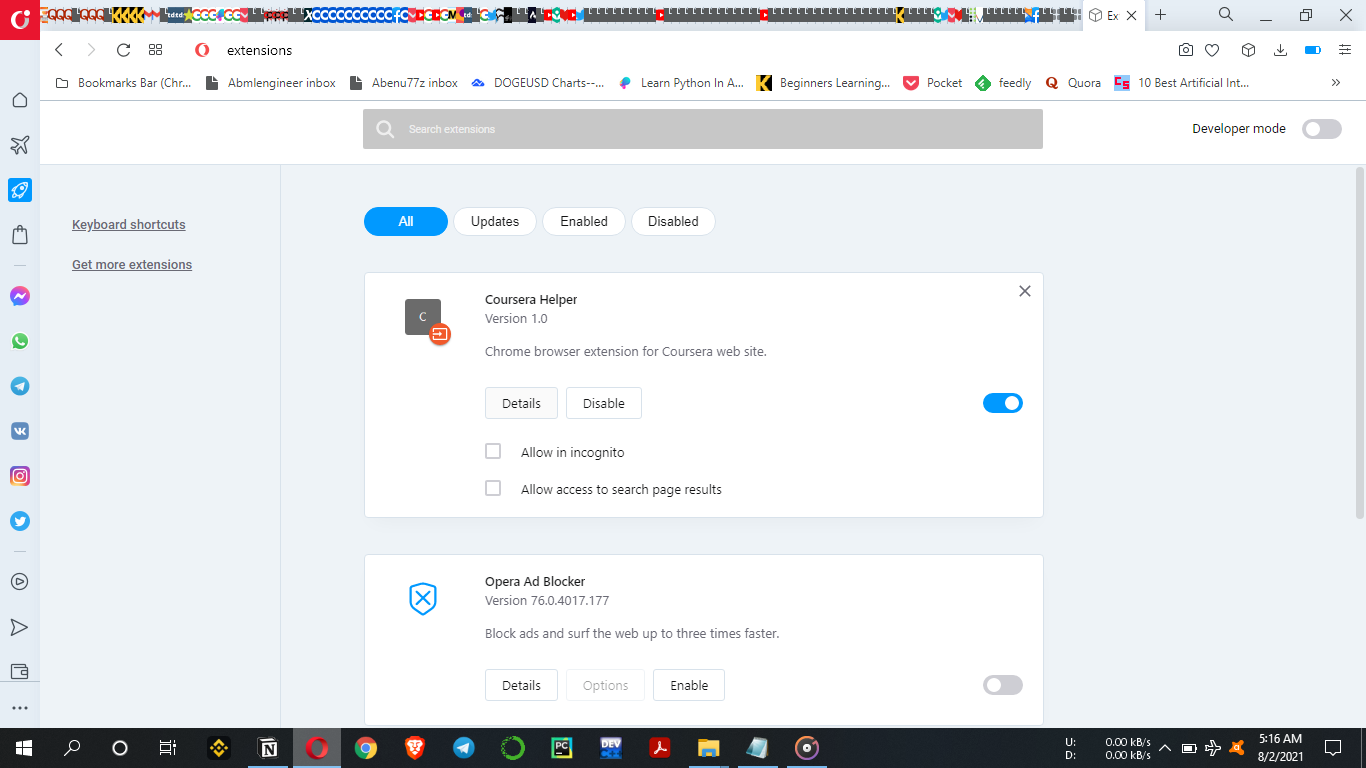 Ex
extensions
Bookmarks Bar (Chr...
Abmlengineer inbox
Abenu77z inbox
DOGEUSD Charts--...
Learn Python In A...
Beginners Learning...
Pocket
feedly
Quora
10 Best Artificial Int...
Search extensions
Developer mode
Keyboard shortcuts
Get more extensions
All
Updates
Enabled
Disabled
C
Coursera Helper
Version 1.0
Chrome browser extension for Coursera web site.
Details
Disable
Allow in incognito
Allow access to search page results
Opera Ad Blocker
Version 76.0.4017.177
Block ads and surf the web up to three times faster.
Details
Options
Enable
PC
DEV
U: 0.00 kB/s
D: 0.00 kB/s
5:16 AM
8/2/2021